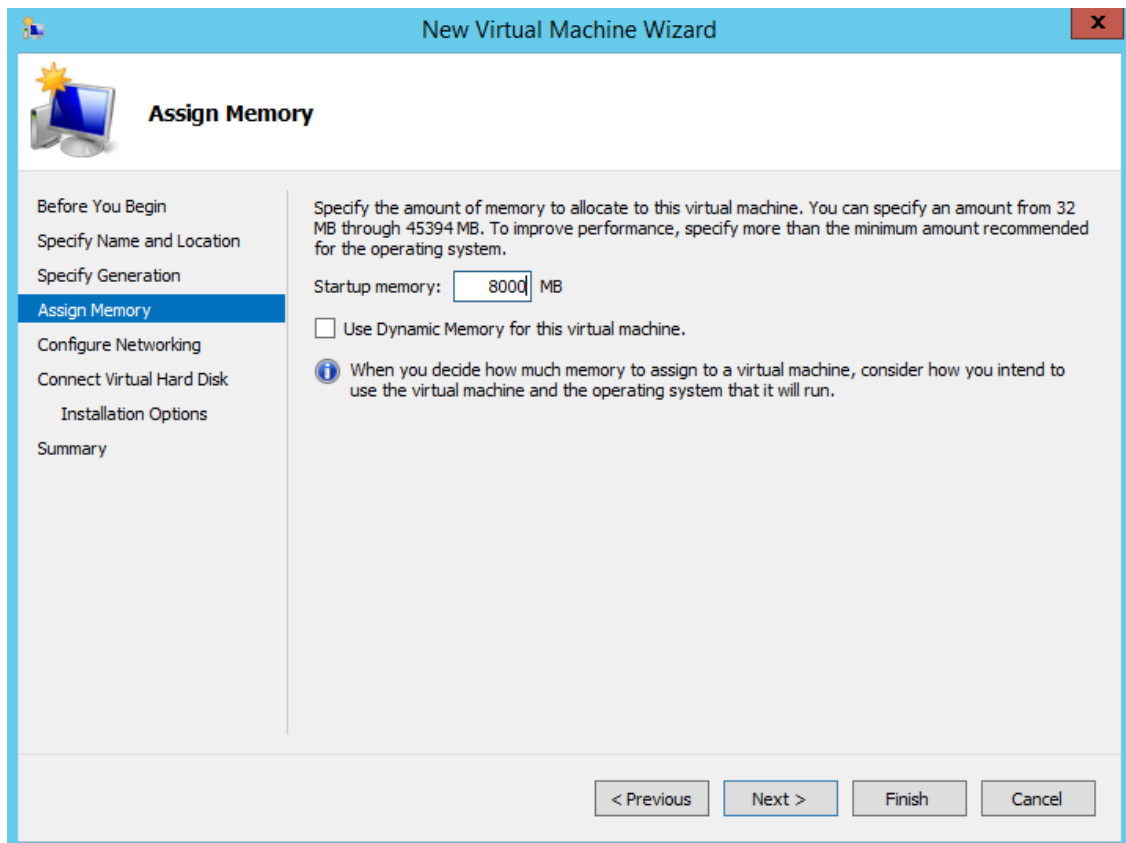 New Virtual Machine Wizard
x
Assign Memory
Before You Begin
Specify Name and Location
Specify Generation
Assign Memory
Configure Networking
Connect Virtual Hard Disk
Installation Options
Summary
Specify the amount of memory to allocate to this virtual machine. You can specify an amount from 32
MB through 45394 MB. To improve performance, specify more than the minimum amount recommended
for the operating system.
Startup memory: 8000 MB
Use Dynamic Memory for this virtual machine.
When you decide how much memory to assign to a virtual machine, consider how you intend to
use the virtual machine and the operating system that it will run.
< Previous Next > Finish Cancel